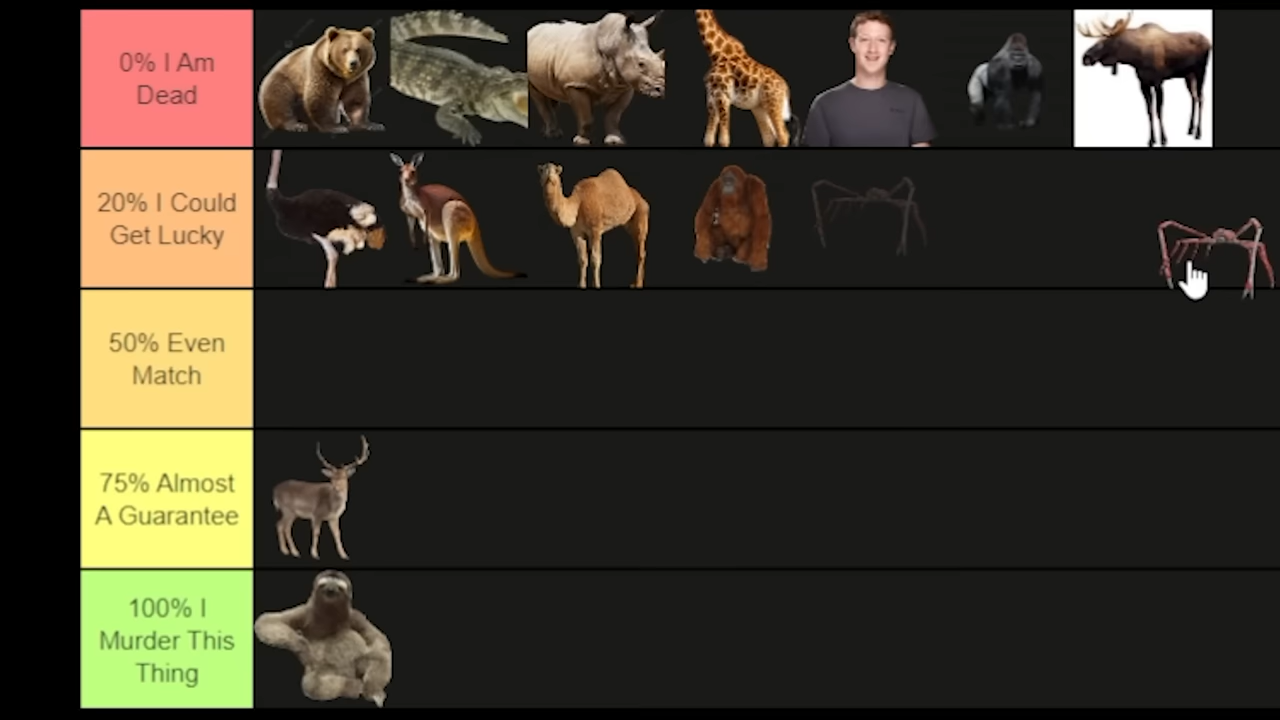 0% I Am
Dead
20% I Could
Get Lucky
50% Even
Match
75% Almost
A Guarantee
100% I
Murder This
Thing